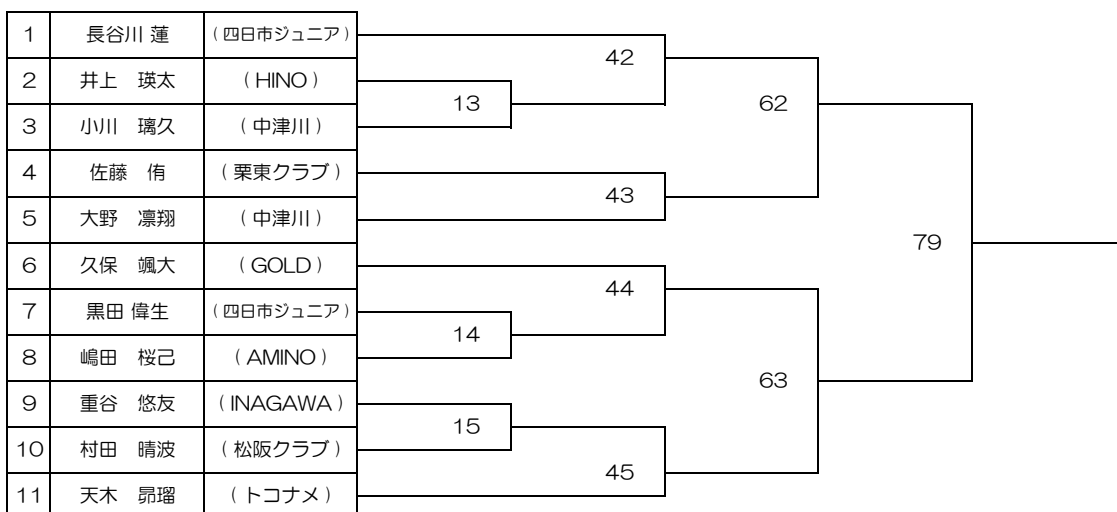 1 長谷川 蓮 (四日市ジュニア)
42
2 井上 瑛太 (HINO)
13
62
3 小川 璃久 (中津川)
4 佐藤 侑 (栗東クラブ)
43
5 大野 凛翔 (中津川)
79
6 久保 颯大 (GOLD)
44
7 黒田 偉生 (四日市ジュニア)
14
8 嶋田 桜己 (AMINO)
63
9 重谷 悠友 (INAGAWA)
15
10 村田 晴波 (松阪クラブ)
45
11 天木 昴瑠 (トコナメ)